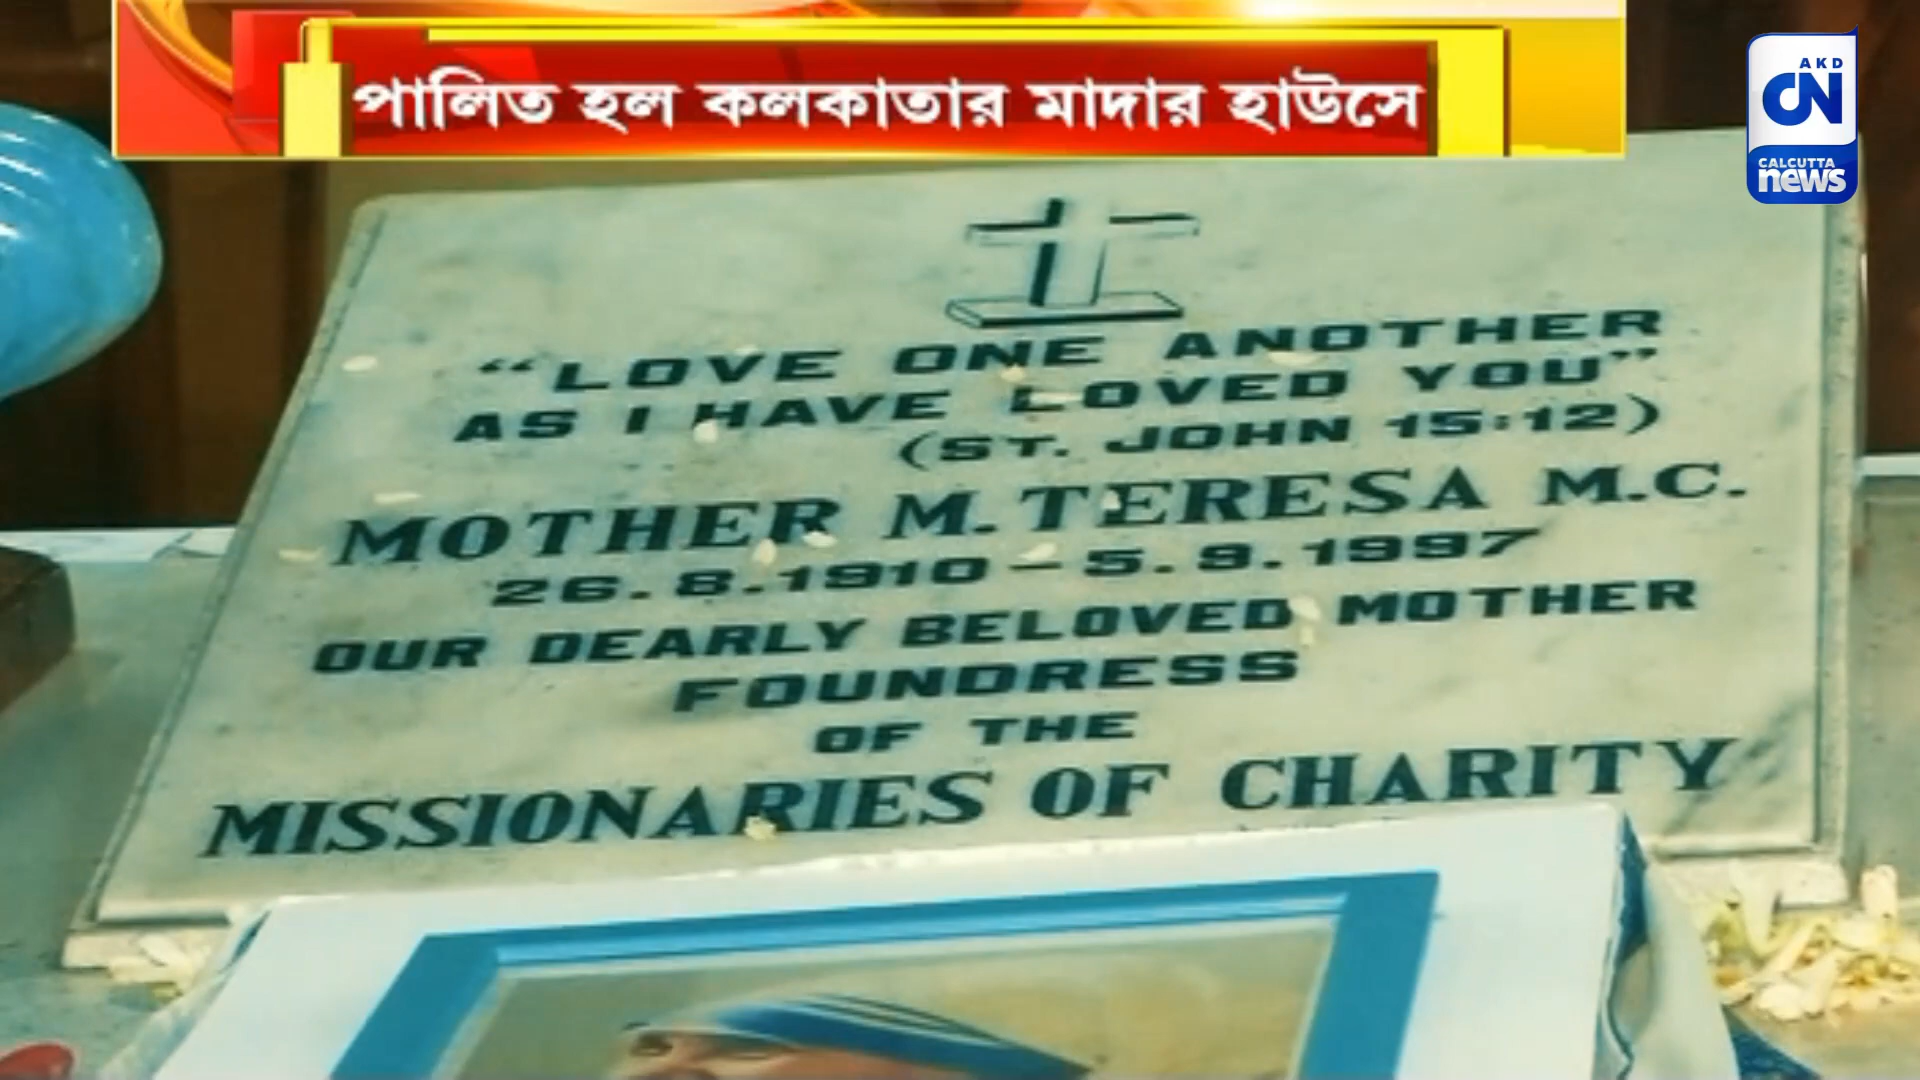 পালিত হল কলকাতার মাদার হাউসে
AKD
CN
CALCUTTA
news
“LOVE ONE ANOTHER
AS I HAVE LOVED YOU”
(ST. JOHN 15:12)
MOTHER M. TERESA M.C.
26.8.1910 – 5.9.1997
OUR DEARLY BELOVED MOTHER
FOUNDRESS
OF THE
MISSIONARIES OF CHARITY